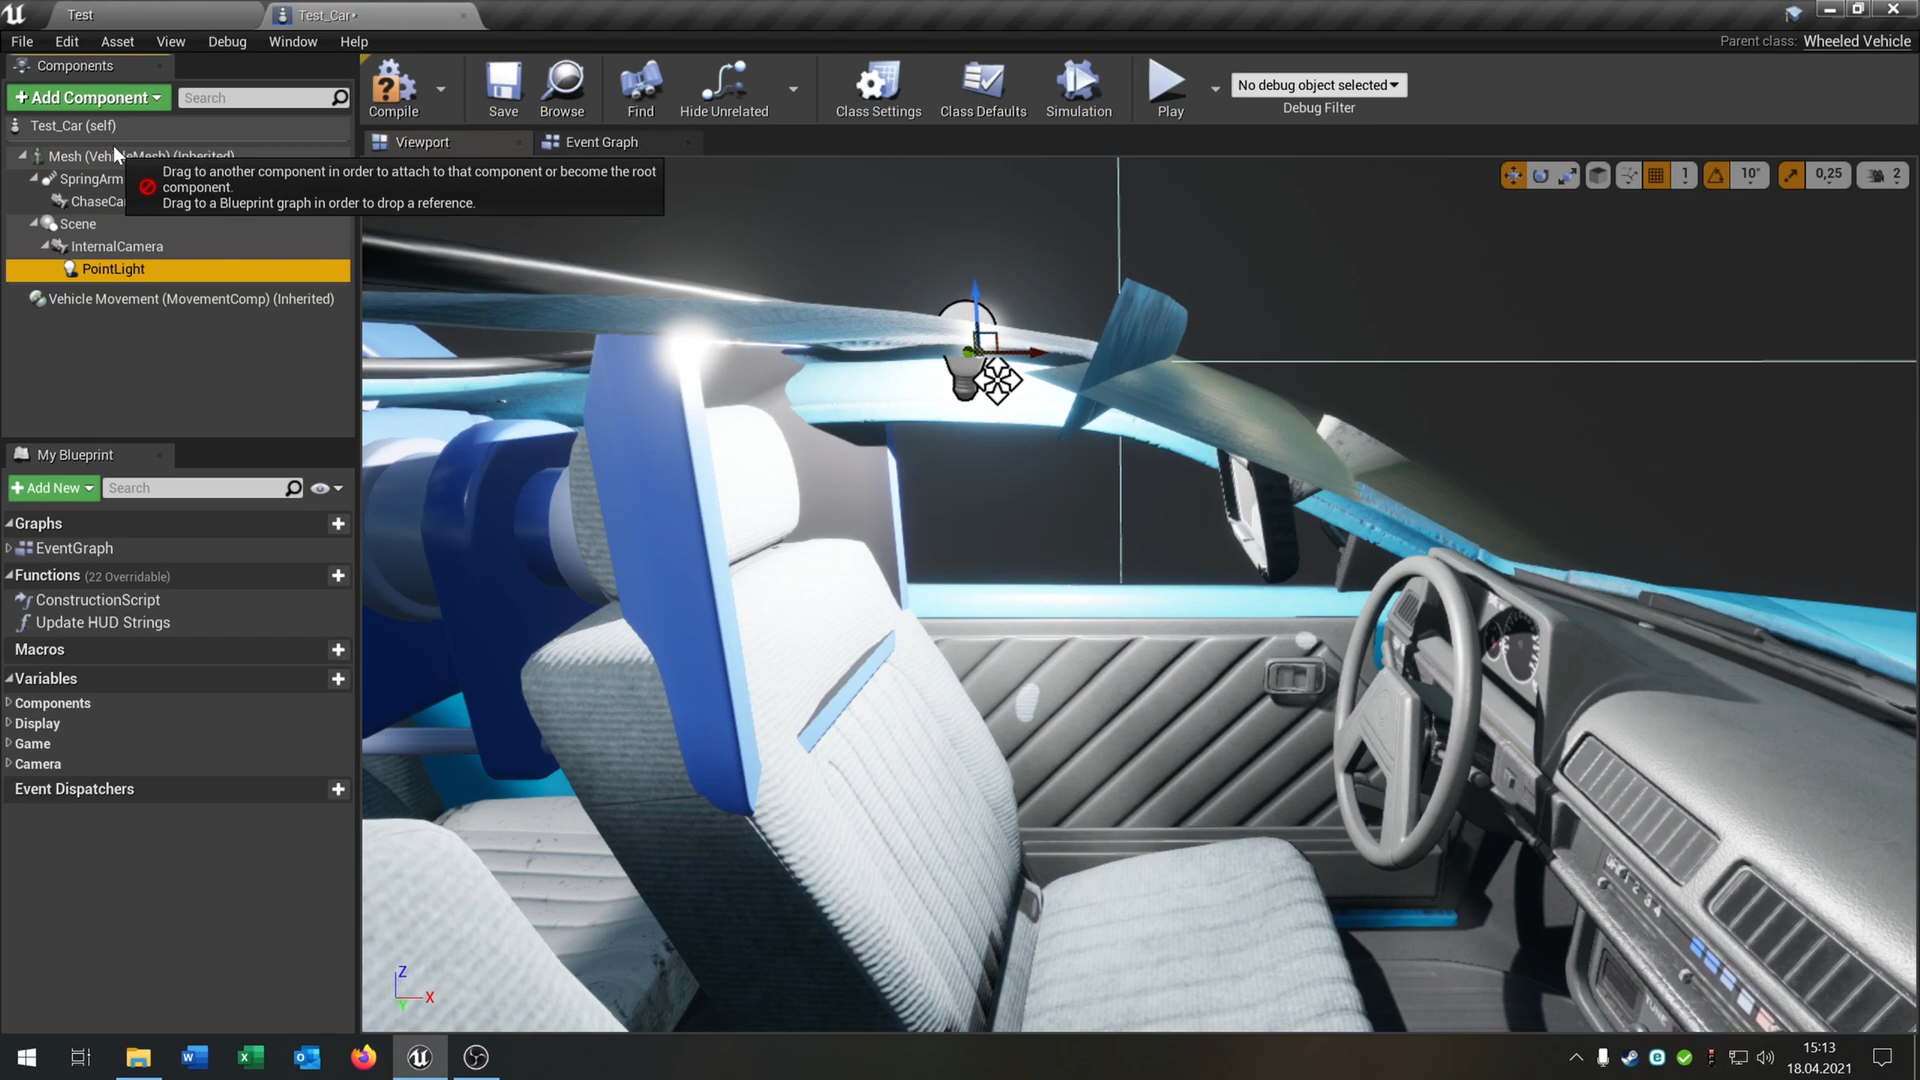 Test
Test_Car*
File Edit Asset View Debug Window Help
Parent class: Wheeled Vehicle
Components
+ Add Component
Search
Test_Car (self)
Mesh (VehicleMesh) (Inherited)
SpringArm
ChaseCa
Scene
InternalCamera
PointLight
Vehicle Movement (MovementComp) (Inherited)
Drag to another component in order to attach to that component or become the root
component.
Drag to a Blueprint graph in order to drop a reference.
Compile
Save
Browse
Find
Hide Unrelated
Class Settings
Class Defaults
Simulation
Play
No debug object selected
Debug Filter
Viewport
Event Graph
1
10°
0,25
2
My Blueprint
+ Add New
Search
Graphs
EventGraph
Functions (22 Overridable)
ConstructionScript
Update HUD Strings
Macros
Variables
Components
Display
Game
Camera
Event Dispatchers
Z
X
Y
15:13
18.04.2021